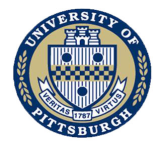 UNIVERSITY OF
PITTSBURGH
VERITAS 1787 VIRTUS